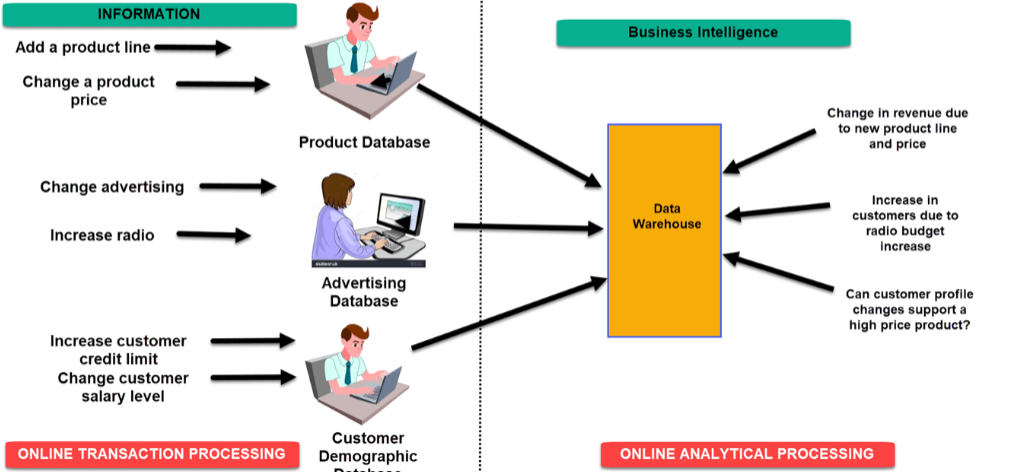 INFORMATION
Add a product line
Change a product
price
Product Database
Change advertising
Increase radio
Advertising
Database
Increase customer
credit limit
Change customer
salary level
Customer
Demographic
Database
ONLINE TRANSACTION PROCESSING
Business Intelligence
Data
Warehouse
Change in revenue due
to new product line
and price
Increase in
customers due to
radio budget
increase
Can customer profile
changes support a
high price product?
ONLINE ANALYTICAL PROCESSING